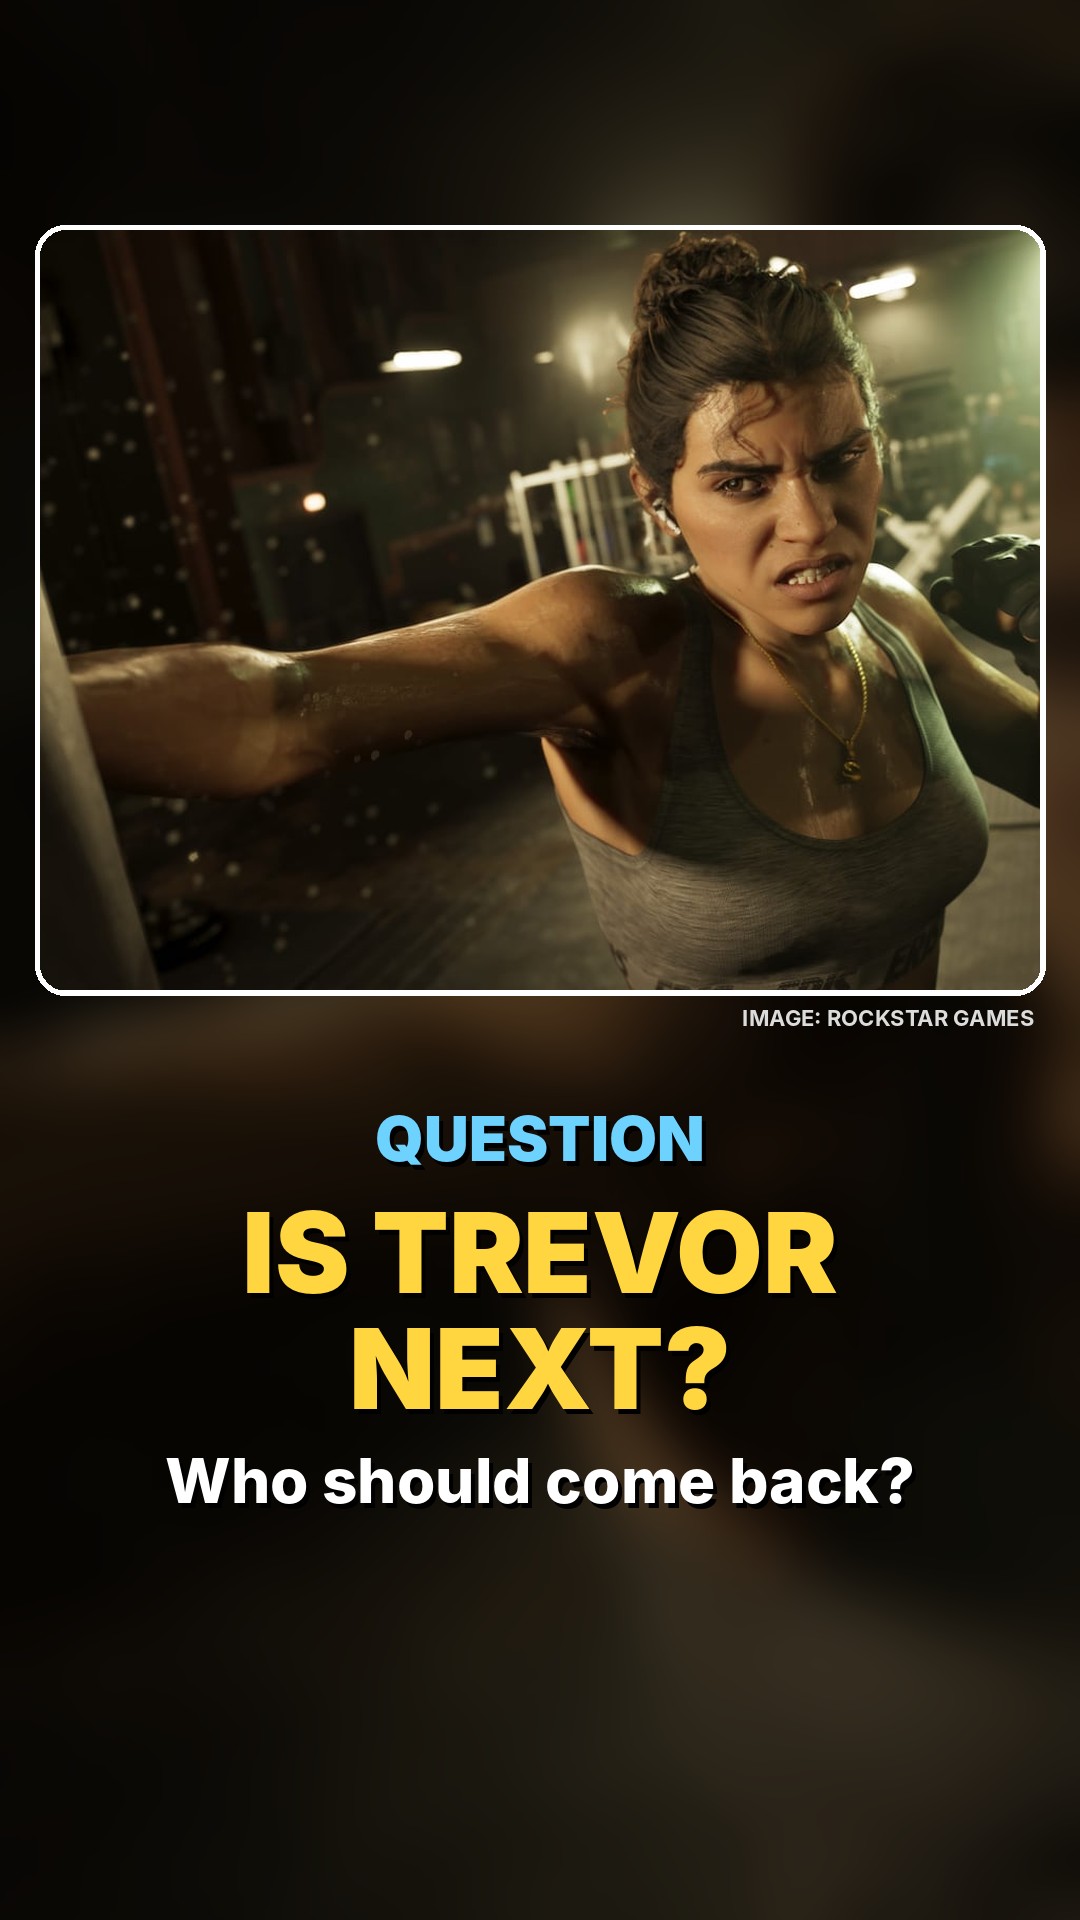 IMAGE: ROCKSTAR GAMES
QUESTION
IS TREVOR
NEXT?
Who should come back?